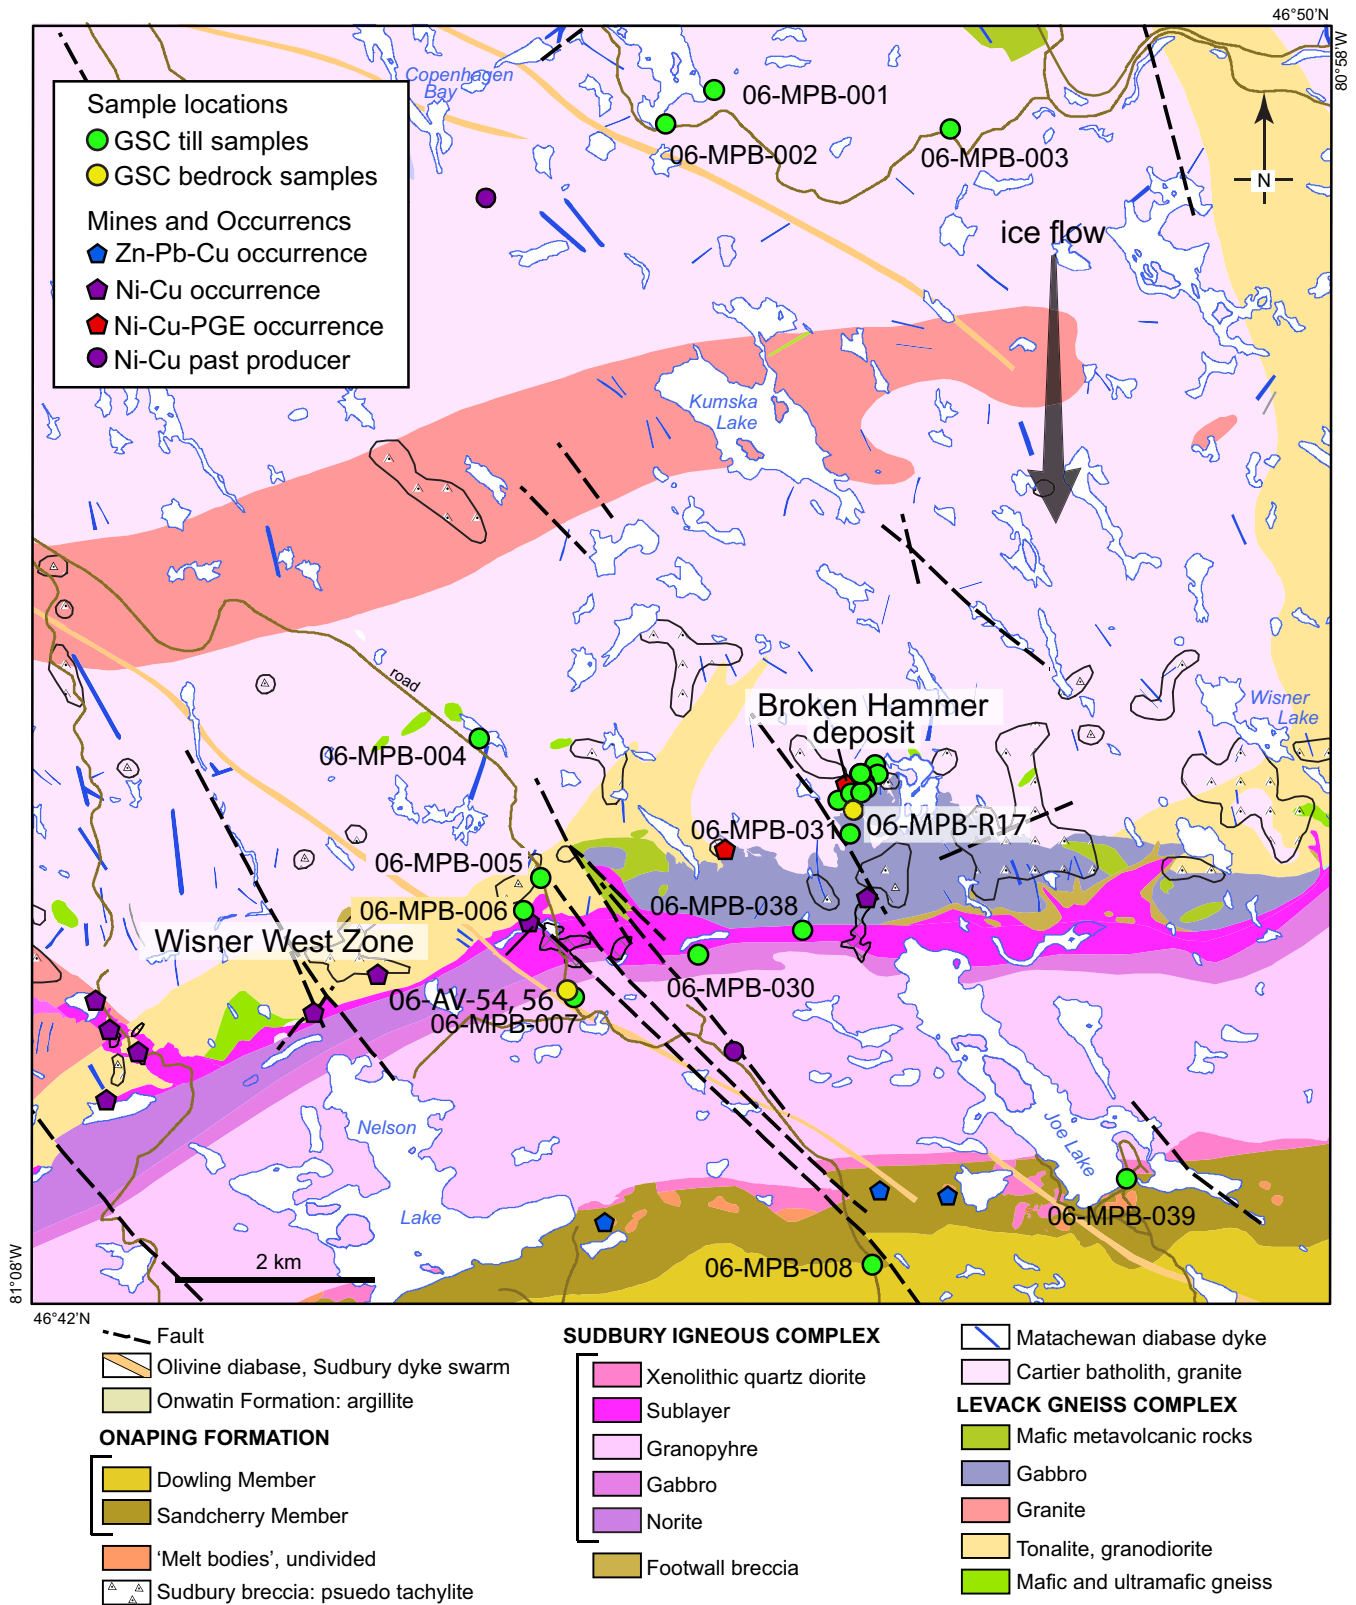 46°50’N
80°58’W
Copenhagen
Bay
Sample locations
GSC till samples
GSC bedrock samples
Mines and Occurrencs
Zn-Pb-Cu occurrence
Ni-Cu occurrence
Ni-Cu-PGE occurrence
Ni-Cu past producer
06-MPB-001
06-MPB-002
06-MPB-003
N
ice flow
Kumska
Lake
road
Wisner
Lake
Broken Hammer
deposit
06-MPB-004
06-MPB-031
06-MPB-R17
06-MPB-005
06-MPB-006
06-MPB-038
Wisner West Zone
06-AV-54, 56
06-MPB-030
06-MPB-007
Nelson
Lake
Joe Lake
06-MPB-039
06-MPB-008
2 km
81°08’W
46°42’N
Fault
Olivine diabase, Sudbury dyke swarm
Onwatin Formation: argillite
ONAPING FORMATION
Dowling Member
Sandcherry Member
‘Melt bodies’, undivided
Sudbury breccia: psuedo tachylite
SUDBURY IGNEOUS COMPLEX
Xenolithic quartz diorite
Sublayer
Granopyhre
Gabbro
Norite
Footwall breccia
Matachewan diabase dyke
Cartier batholith, granite
LEVACK GNEISS COMPLEX
Mafic metavolcanic rocks
Gabbro
Granite
Tonalite, granodiorite
Mafic and ultramafic gneiss